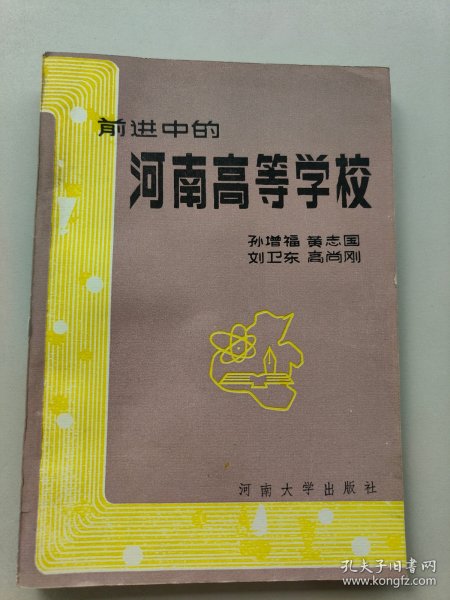 前进中的
河南高等学校
孙增福 黄志国
刘卫东 高尚刚
河南大学出版社
孔夫子旧书网
www.kongfz.com